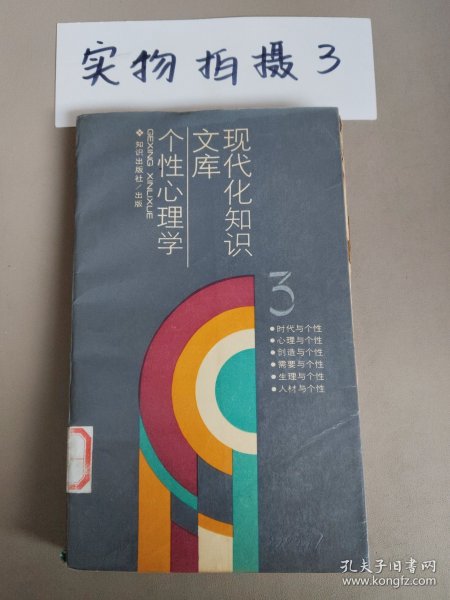 实物拍摄3
现代化知识
文库
个性心理学
GEXING XINLIXUE
❖知识出版社/出版
3
●时代与个性
●心理与个性
●创造与个性
●需要与个性
●生理与个性
●人材与个性
孔夫子旧书网
www.kongfz.com